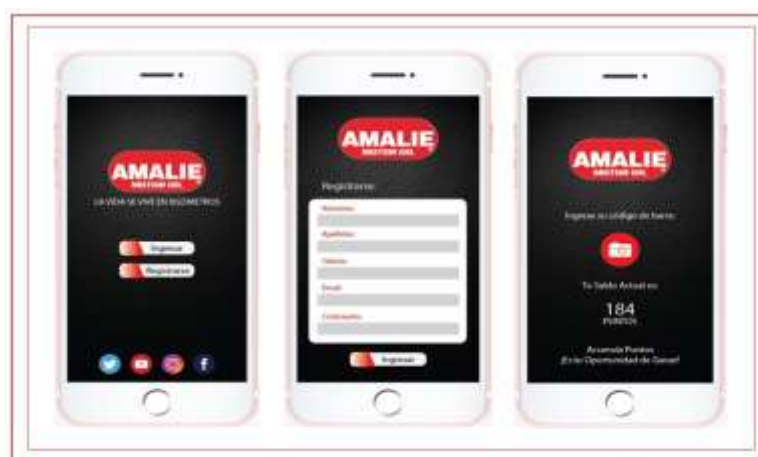 AMALIE
MOTOR OIL
LA VIDA SE VIVE EN KILOMETROS
Ingresar
Registrarse
AMALIE
MOTOR OIL
Registrarse
Nombres
Apellidos
Email
Contraseña
Ingresar
AMALIE
MOTOR OIL
Ingrese su código de barra
Tu Saldo Actual es
184
PUNTOS
Acumula Puntos
¡Es tu Oportunidad de Ganar!